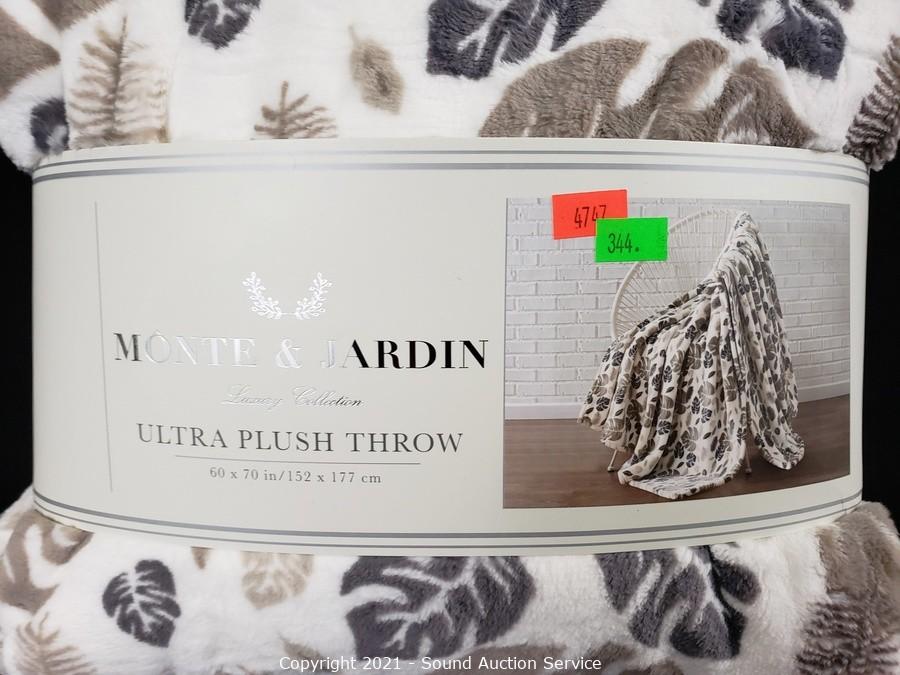 4747
344.
MÔNTE & JARDIN
Luxury Collection
ULTRA PLUSH THROW
60 x 70 in/152 x 177 cm
Copyright 2021 - Sound Auction Service